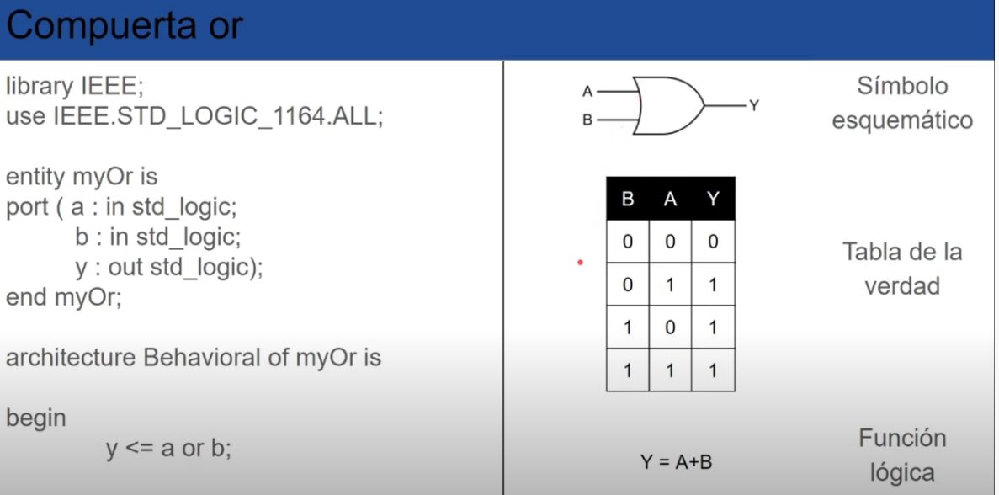 Compuerta or
library IEEE;
use IEEE.STD_LOGIC_1164.ALL;
entity myOr is
port ( a : in std_logic;
b : in std_logic;
y : out std_logic);
end myOr;
architecture Behavioral of myOr is
begin
y <= a or b;
A
B
Y
Símbolo
esquemático
B A Y
0 0 0
0 1 1
1 0 1
1 1 1
Tabla de la
verdad
Y = A+B
Función
lógica